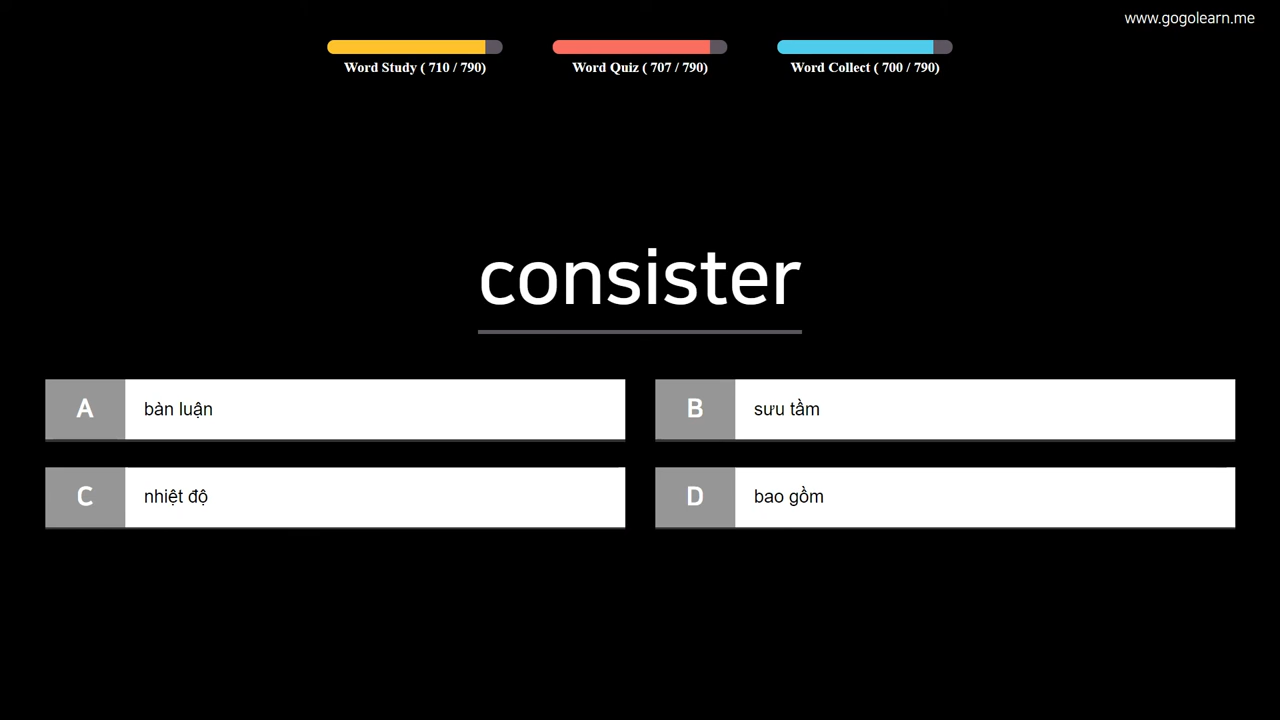 www.gogolearn.me
Word Study ( 710 / 790)
Word Quiz ( 707 / 790)
Word Collect ( 700 / 790)
consister
A bàn luận
B sưu tầm
C nhiệt độ
D bao gồm